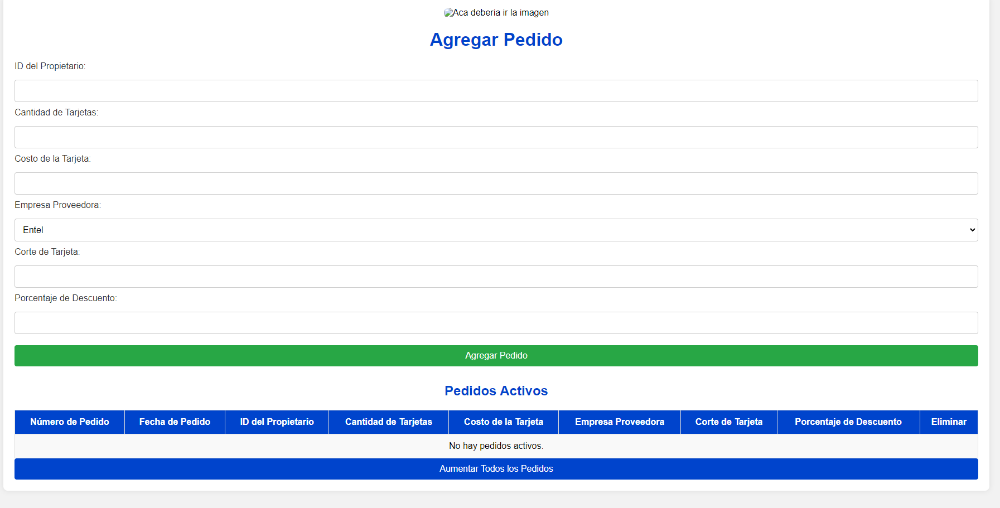 Aca deberia ir la imagen
Agregar Pedido
ID del Propietario:
Cantidad de Tarjetas:
Costo de la Tarjeta:
Empresa Proveedora:
Entel
Corte de Tarjeta:
Porcentaje de Descuento:
Agregar Pedido
Pedidos Activos
Número de Pedido Fecha de Pedido ID del Propietario Cantidad de Tarjetas Costo de la Tarjeta Empresa Proveedora Corte de Tarjeta Porcentaje de Descuento Eliminar
No hay pedidos activos.
Aumentar Todos los Pedidos